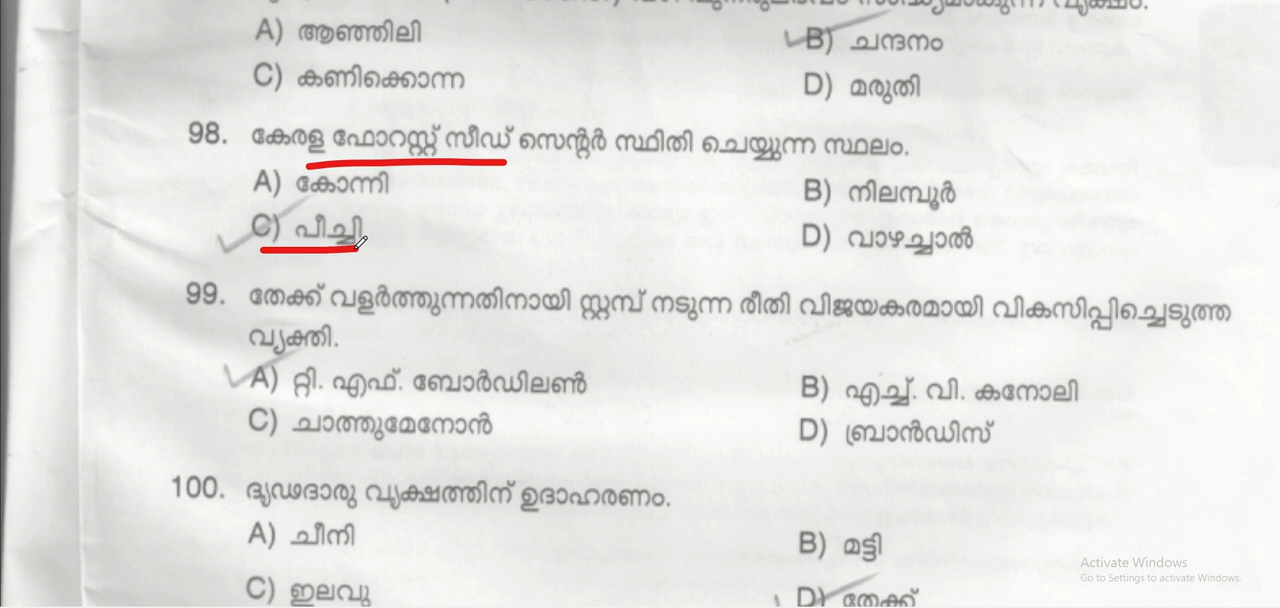 A) ആഞ്ഞിലി
B) ചന്ദനം
C) കണിക്കൊന്ന
D) മരുതി
98. കേരള ഫോറസ്റ്റ് സീഡ് സെന്റർ സ്ഥിതി ചെയ്യുന്ന സ്ഥലം.
A) കോന്നി
B) നിലമ്പൂർ
C) പീച്ചി
D) വാഴച്ചാൽ
99. തേക്ക് വളർത്തുന്നതിനായി സ്റ്റമ്പ് നടുന്ന രീതി വിജയകരമായി വികസിപ്പിച്ചെടുത്ത
വ്യക്തി.
A) റ്റി. എഫ്. ബോർഡിലൺ
B) എച്ച്. വി. കനോലി
C) ചാത്തുമേനോൻ
D) ബ്രാൻഡിസ്
100. ദൃഢദാരു വൃക്ഷത്തിന് ഉദാഹരണം.
A) ചീനി
B) മട്ടി
C) ഇലവു
D) തേക്ക്
Activate Windows
Go to Settings to activate Windows.